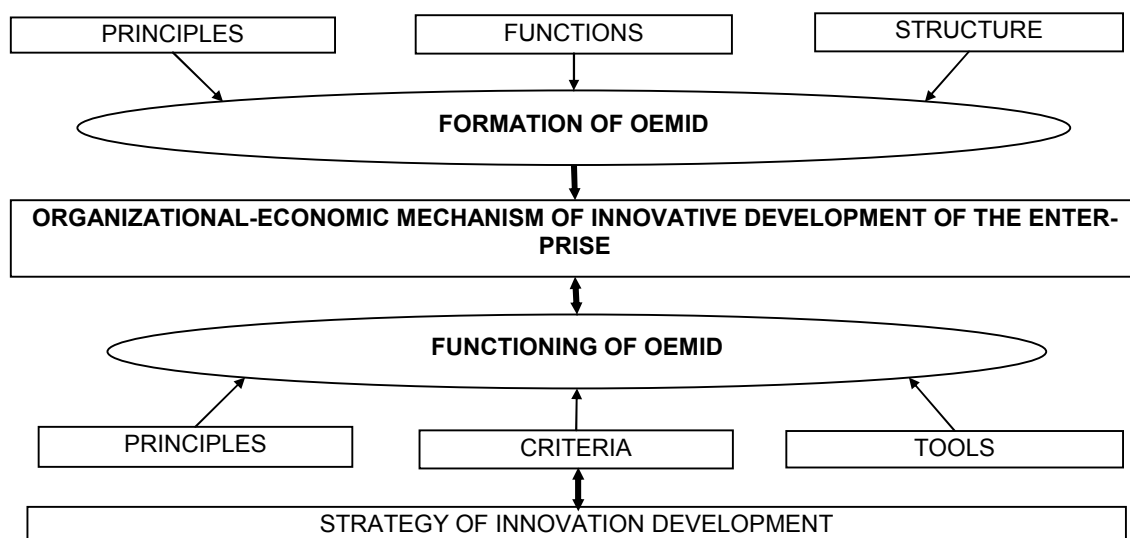 PRINCIPLES
FUNCTIONS
STRUCTURE
FORMATION OF OEMID
ORGANIZATIONAL-ECONOMIC MECHANISM OF INNOVATIVE DEVELOPMENT OF THE ENTER-
PRISE
FUNCTIONING OF OEMID
PRINCIPLES
CRITERIA
TOOLS
STRATEGY OF INNOVATION DEVELOPMENT